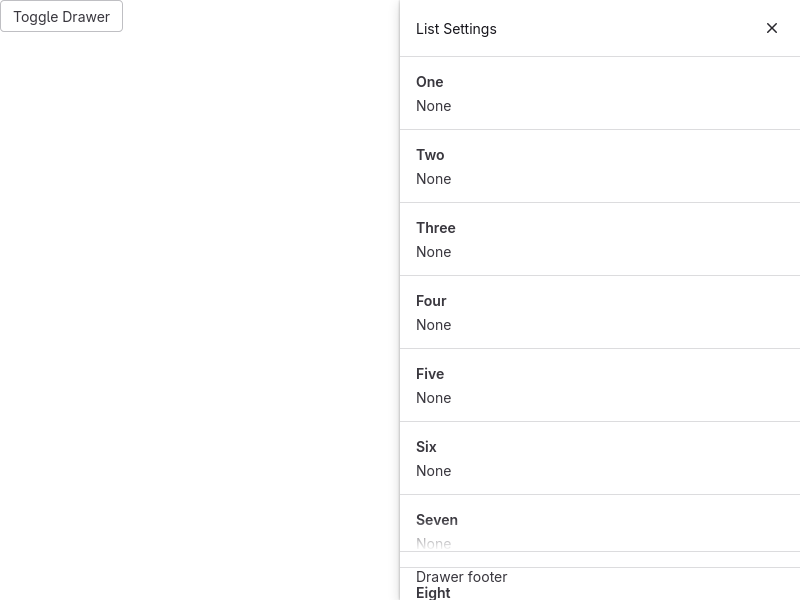 Toggle Drawer
List Settings
One
None
Two
None
Three
None
Four
None
Five
None
Six
None
Seven
None
Drawer footer
Eight